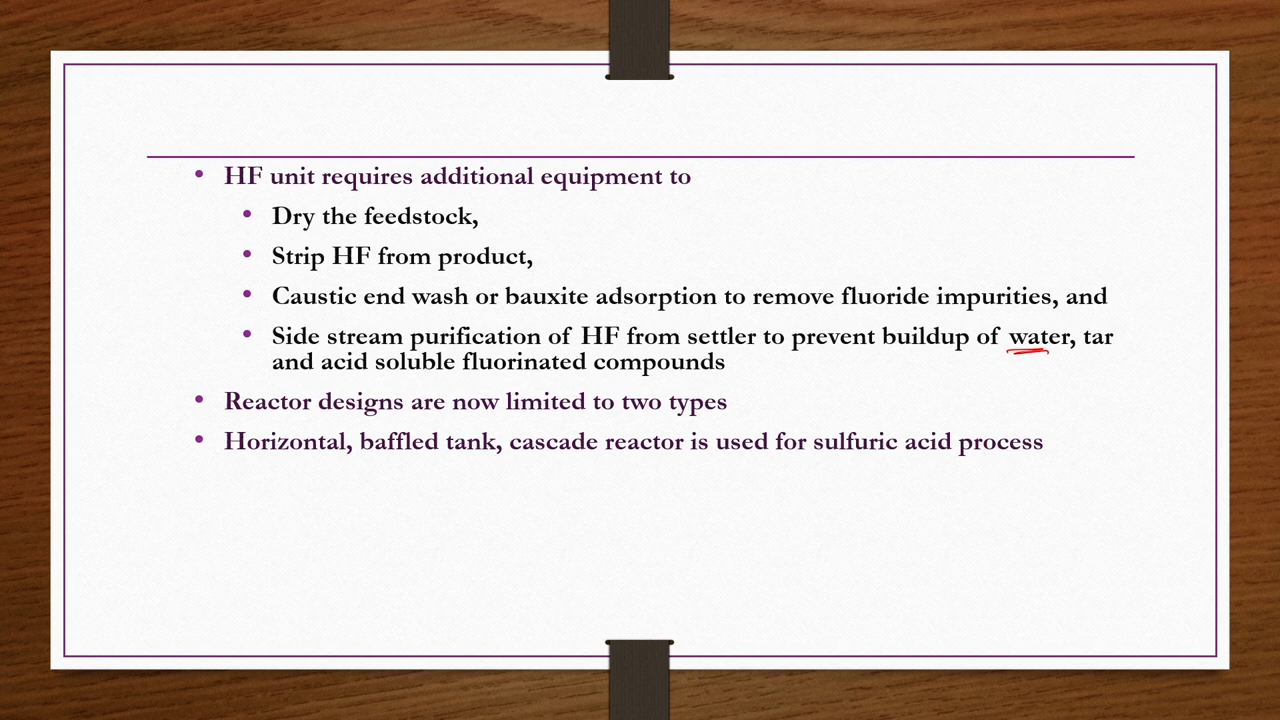 • HF unit requires additional equipment to
• Dry the feedstock,
• Strip HF from product,
• Caustic end wash or bauxite adsorption to remove fluoride impurities, and
• Side stream purification of HF from settler to prevent buildup of water, tar
and acid soluble fluorinated compounds
• Reactor designs are now limited to two types
• Horizontal, baffled tank, cascade reactor is used for sulfuric acid process